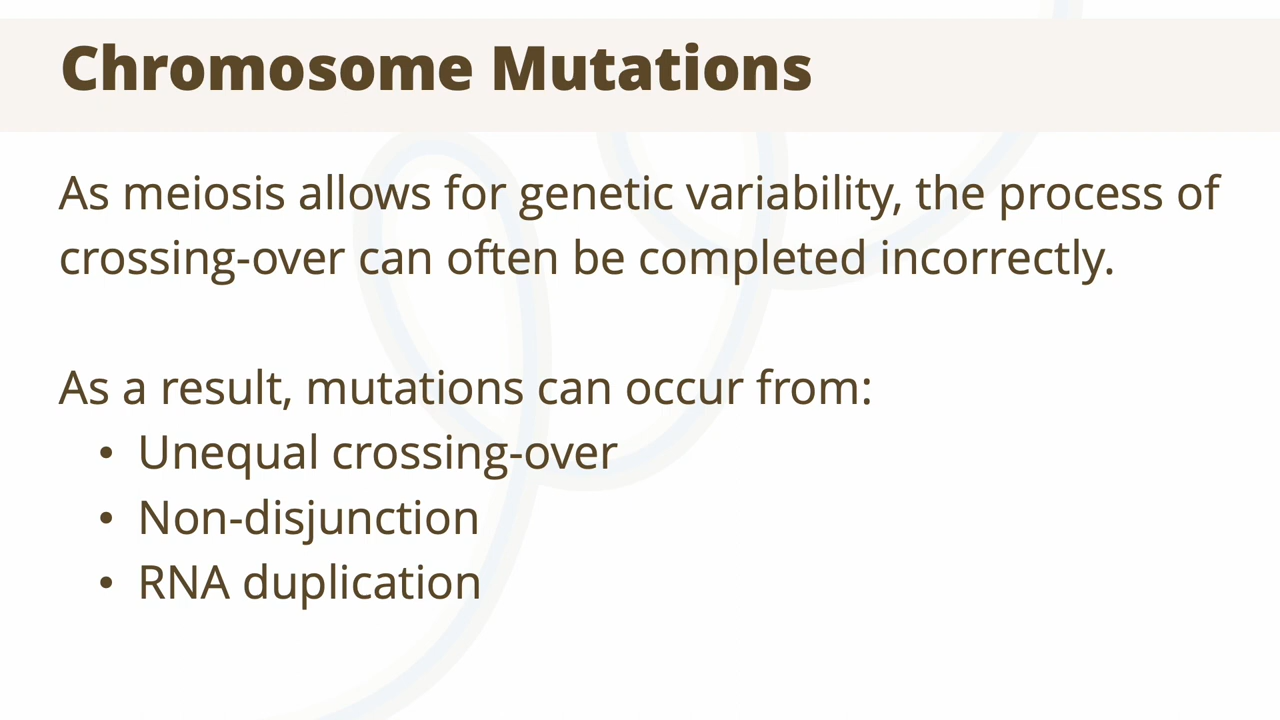 Chromosome Mutations
As meiosis allows for genetic variability, the process of
crossing-over can often be completed incorrectly.
As a result, mutations can occur from:
• Unequal crossing-over
• Non-disjunction
• RNA duplication